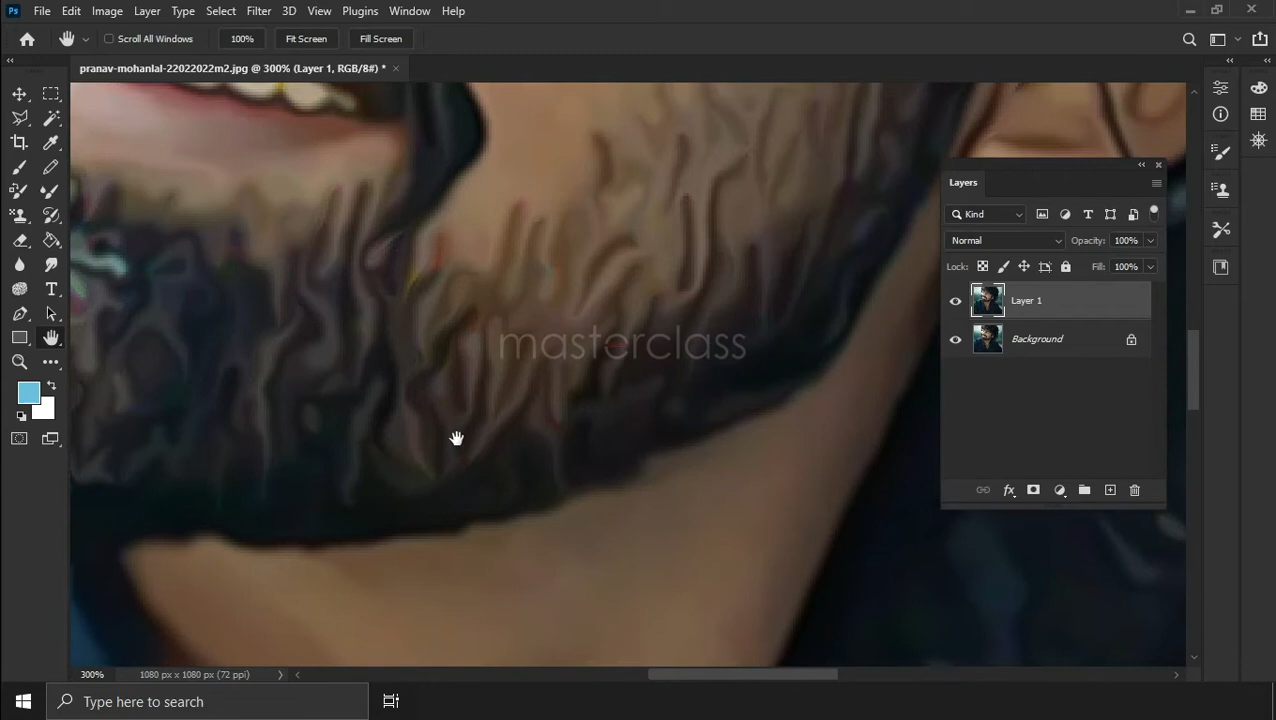 Ps File Edit Image Layer Type Select Filter 3D View Plugins Window Help
Scroll All Windows 100% Fit Screen Fill Screen
pranav-mohanlal-22022022m2.jpg @ 300% (Layer 1, RGB/8#) *
Layers
Kind
Normal Opacity: 100%
Lock: Fill: 100%
Layer 1
Background
masterclass
fx
300% 1080 px x 1080 px (72 ppi)
Type here to search